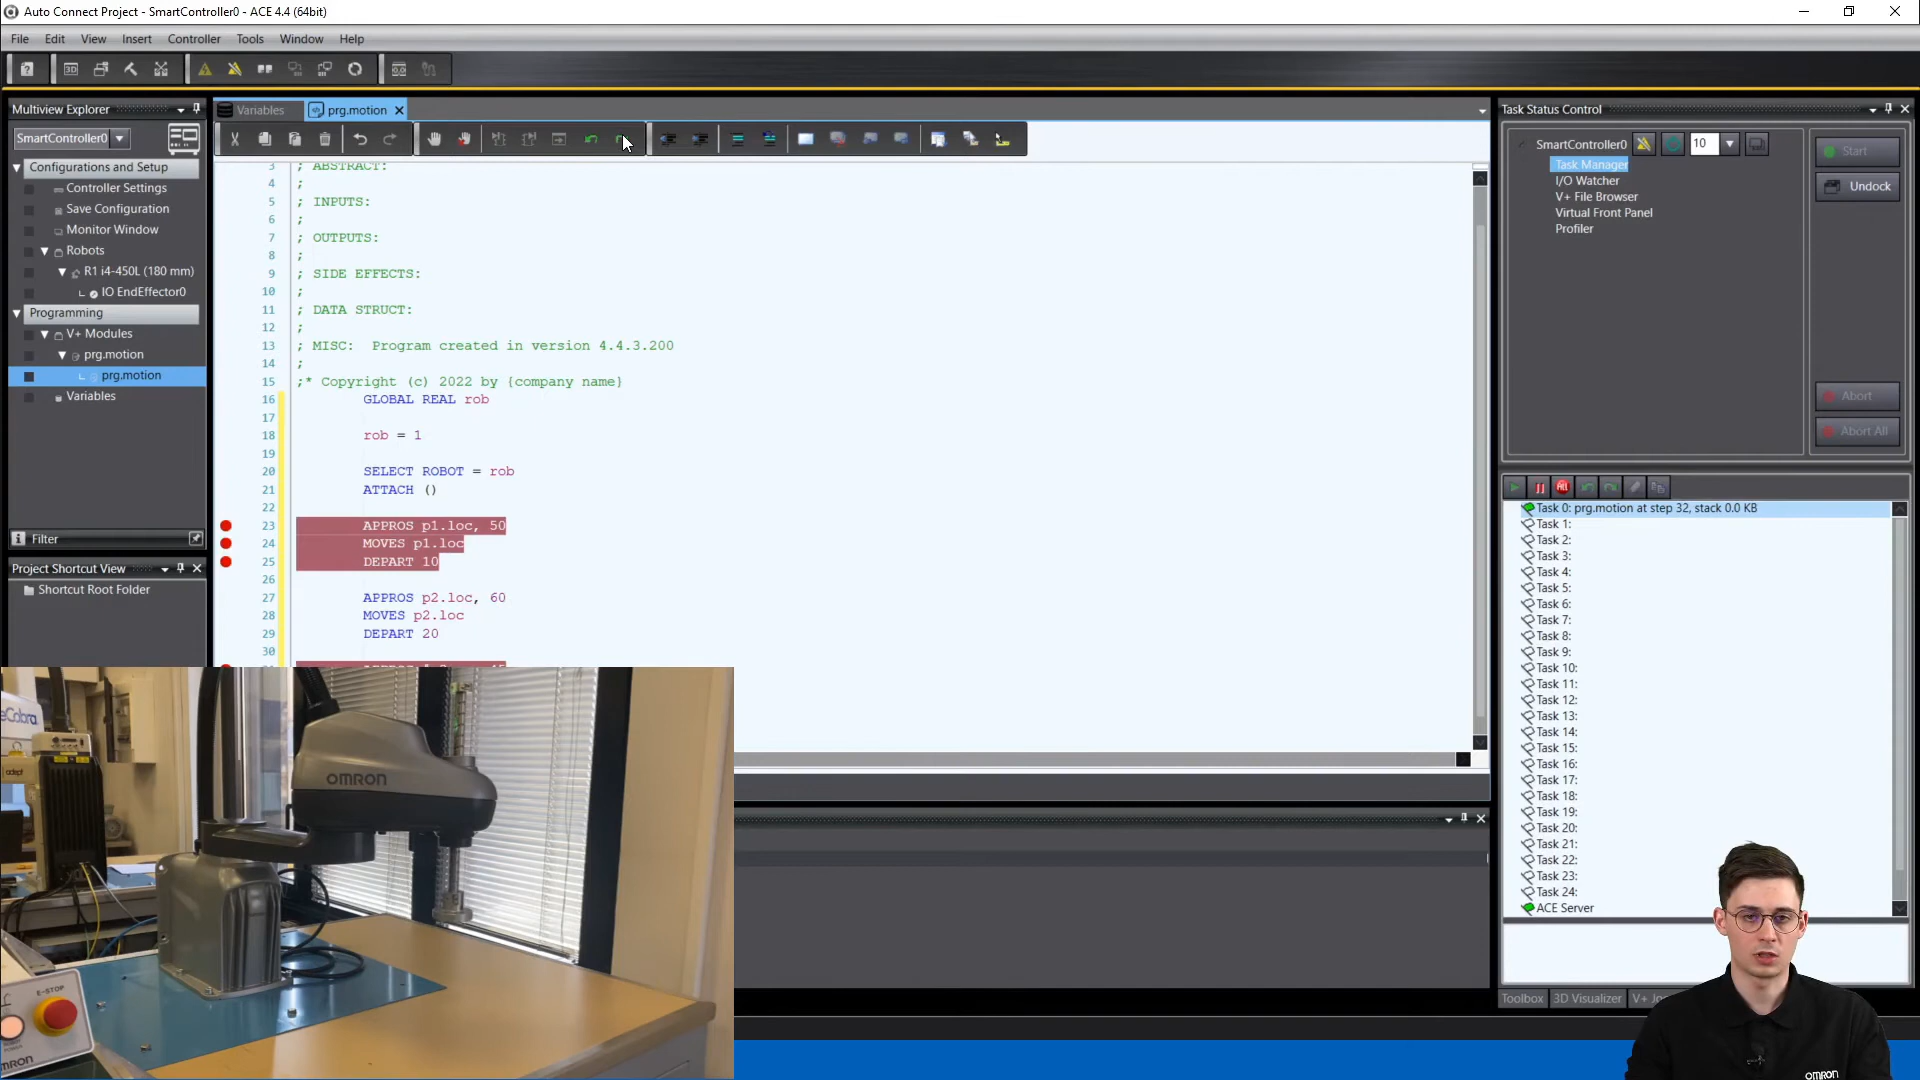 Auto Connect Project - SmartController0 - ACE 4.4 (64bit)
File Edit View Insert Controller Tools Window Help
Multiview Explorer
SmartController0
Configurations and Setup
Controller Settings
Save Configuration
Monitor Window
Robots
R1 i4-450L (180 mm)
IO EndEffector0
Programming
V+ Modules
prg.motion
prg.motion
Variables
Filter
Project Shortcut View
Shortcut Root Folder
Variables
prg.motion
3 ; ABSTRACT:
4 ;
5 ; INPUTS:
6 ;
7 ; OUTPUTS:
8 ;
9 ; SIDE EFFECTS:
10 ;
11 ; DATA STRUCT:
12 ;
13 ; MISC: Program created in version 4.4.3.200
14 ;
15 ;* Copyright (c) 2022 by {company name}
16 GLOBAL REAL rob
17
18 rob = 1
19
20 SELECT ROBOT = rob
21 ATTACH ()
22
23 APPROS p1.loc, 50
24 MOVES p1.loc
25 DEPART 10
26
27 APPROS p2.loc, 60
28 MOVES p2.loc
29 DEPART 20
30
Task Status Control
SmartController0
10
Task Manager
I/O Watcher
V+ File Browser
Virtual Front Panel
Profiler
Start
Undock
Abort
Abort All
Task 0: prg.motion at step 32, stack 0.0 KB
Task 1:
Task 2:
Task 3:
Task 4:
Task 5:
Task 6:
Task 7:
Task 8:
Task 9:
Task 10:
Task 11:
Task 12:
Task 13:
Task 14:
Task 15:
Task 16:
Task 17:
Task 18:
Task 19:
Task 20:
Task 21:
Task 22:
Task 23:
Task 24:
ACE Server
Toolbox
3D Visualizer
OMRON
adept
E-STOP
OMRON